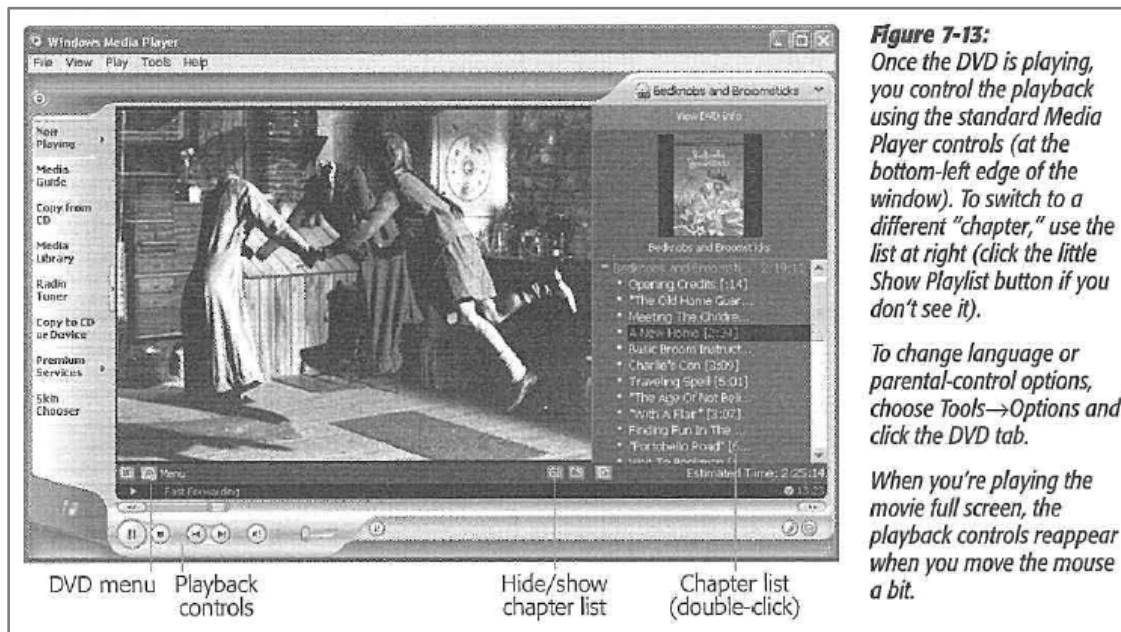 Windows Media Player
File View Play Tools Help
Bedknobs and Broomsticks
View DVD Info
Now
Playing
Media
Guide
Copy from
CD
Media
Library
Radio
Tuner
Copy to CD
or Device
Premium
Services
Skin
Chooser
Bedknobs and Broomsticks
Bedknobs and Broomsti...
Opening Credits [1:14]
"The Old Home Guar...
Meeting The Childre...
A New Home [2:34]
Basic Broom Instruct...
Charlie's Con [3:09]
Traveling Spell [5:01]
"The Age Of Not Beli...
"With A Flair" [3:07]
Finding Fun In The ...
"Portobello Road" [6...
Menu
Estimated Time: 2:25:14
Fast Forwarding
DVD menu
Playback
controls
Hide/show
chapter list
Chapter list
(double-click)
Figure 7-13:
Once the DVD is playing,
you control the playback
using the standard Media
Player controls (at the
bottom-left edge of the
window). To switch to a
different "chapter," use the
list at right (click the little
Show Playlist button if you
don't see it).
To change language or
parental-control options,
choose Tools→Options and
click the DVD tab.
When you're playing the
movie full screen, the
playback controls reappear
when you move the mouse
a bit.